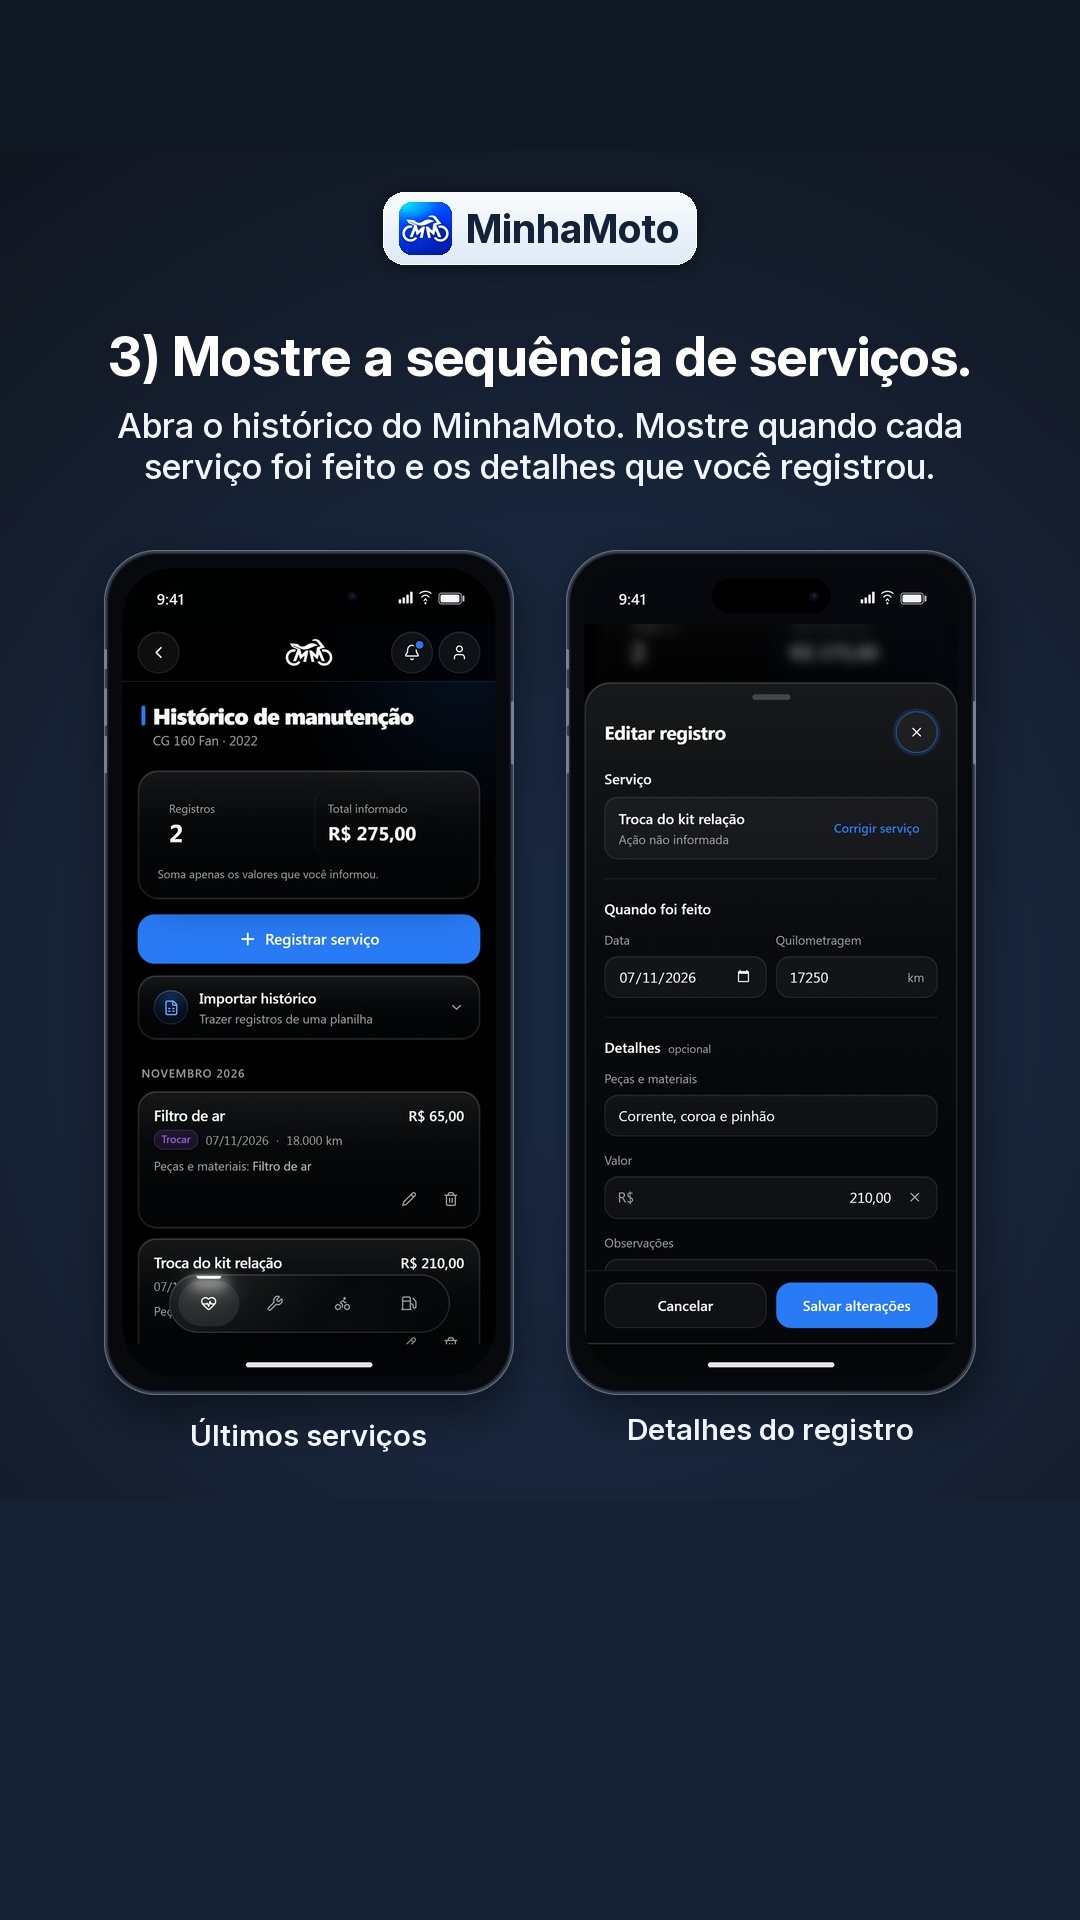 MinhaMoto
3) Mostre a sequência de serviços.
Abra o histórico do MinhaMoto. Mostre quando cada
serviço foi feito e os detalhes que você registrou.
9:41
MM
Histórico de manutenção
CG 160 Fan · 2022
Registros
2
Total informado
R$ 275,00
Soma apenas os valores que você informou.
+ Registrar serviço
Importar histórico
Trazer registros de uma planilha
NOVEMBRO 2026
Filtro de ar
R$ 65,00
Trocar
07/11/2026 · 18.000 km
Peças e materiais: Filtro de ar
Troca do kit relação
R$ 210,00
Últimos serviços
9:41
Editar registro
Serviço
Troca do kit relação
Ação não informada
Corrigir serviço
Quando foi feito
Data
Quilometragem
07/11/2026
17250 km
Detalhes opcional
Peças e materiais
Corrente, coroa e pinhão
Valor
R$ 210,00
Observações
Cancelar
Salvar alterações
Detalhes do registro